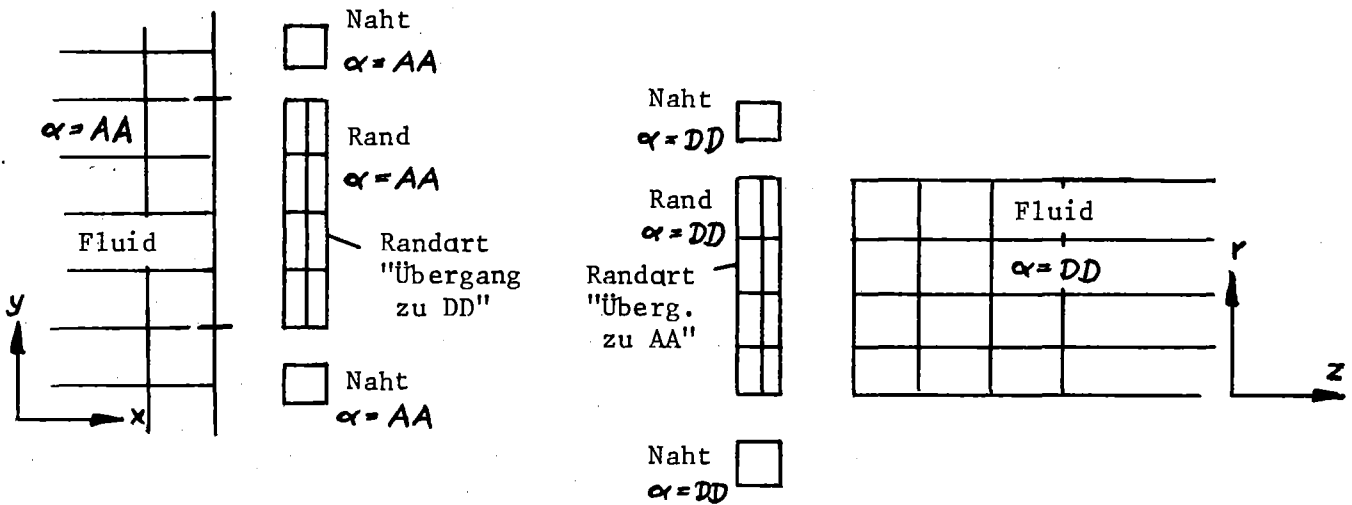 Naht
α = AA
α = AA
Rand
α = AA
Fluid
Randart
"Übergang
zu DD"
y
x
Naht
α = AA
Naht
α = DD
Rand
α = DD
Randart
"Überg.
zu AA"
Naht
α = DD
Fluid
α = DD
r
z